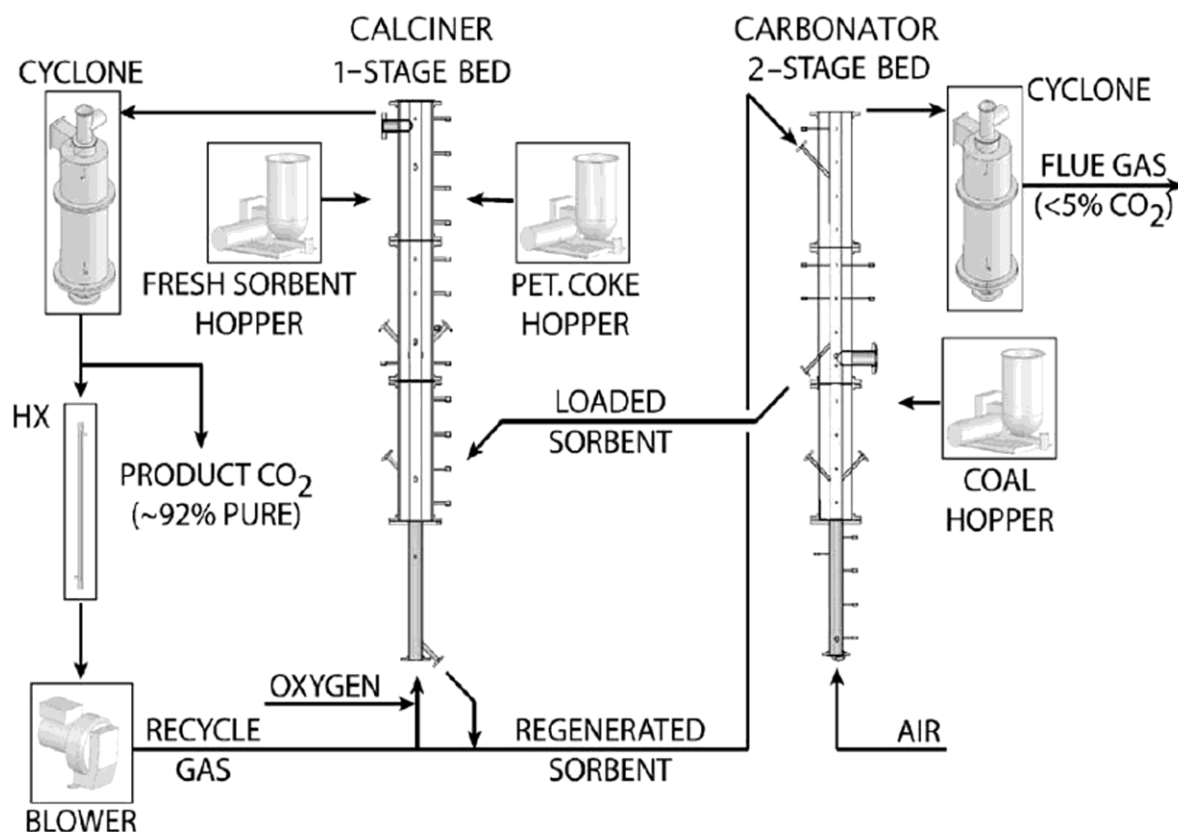 CALCINER
1-STAGE BED
CARBONATOR
2-STAGE BED
CYCLONE
CYCLONE
FLUE GAS
(<5% CO2)
FRESH SORBENT
HOPPER
PET. COKE
HOPPER
HX
LOADED
SORBENT
PRODUCT CO2
(~92% PURE)
COAL
HOPPER
OXYGEN
RECYCLE
GAS
REGENERATED
SORBENT
AIR
BLOWER